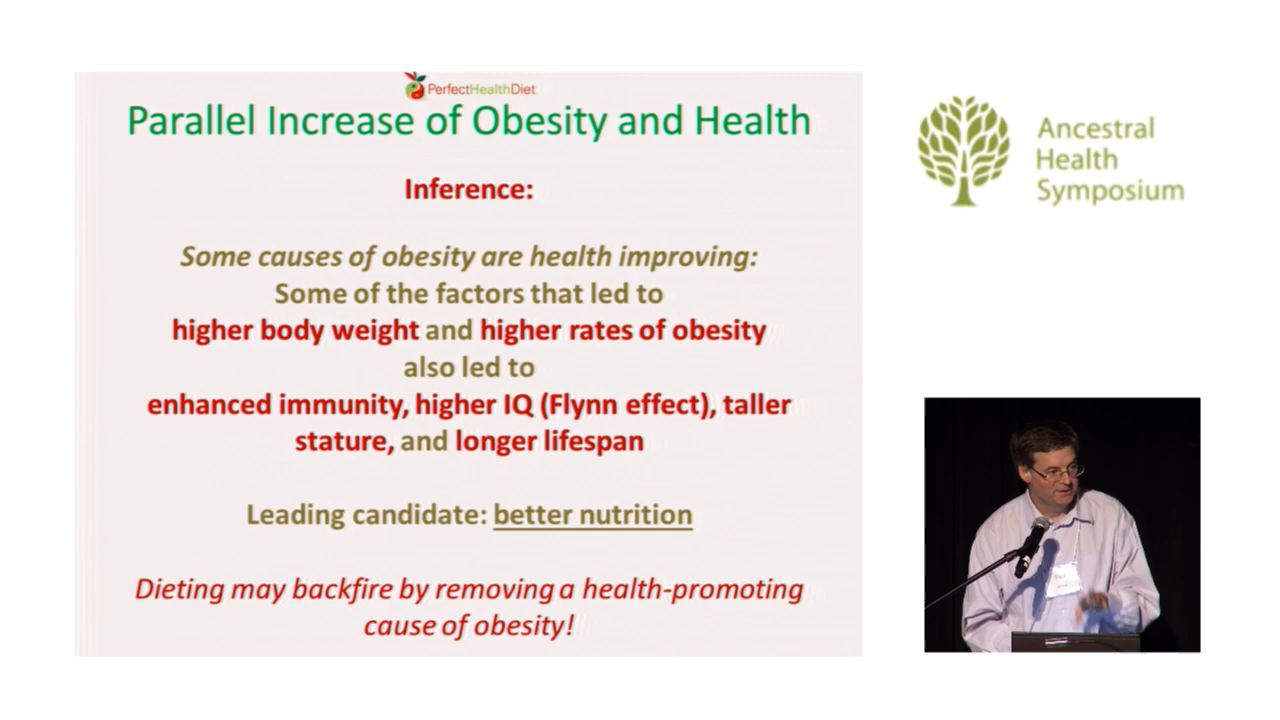 PerfectHealthDiet
Parallel Increase of Obesity and Health
Inference:
Some causes of obesity are health improving:
Some of the factors that led to
higher body weight and higher rates of obesity
also led to
enhanced immunity, higher IQ (Flynn effect), taller
stature, and longer lifespan
Leading candidate: better nutrition
Dieting may backfire by removing a health-promoting
cause of obesity!
Ancestral
Health
Symposium